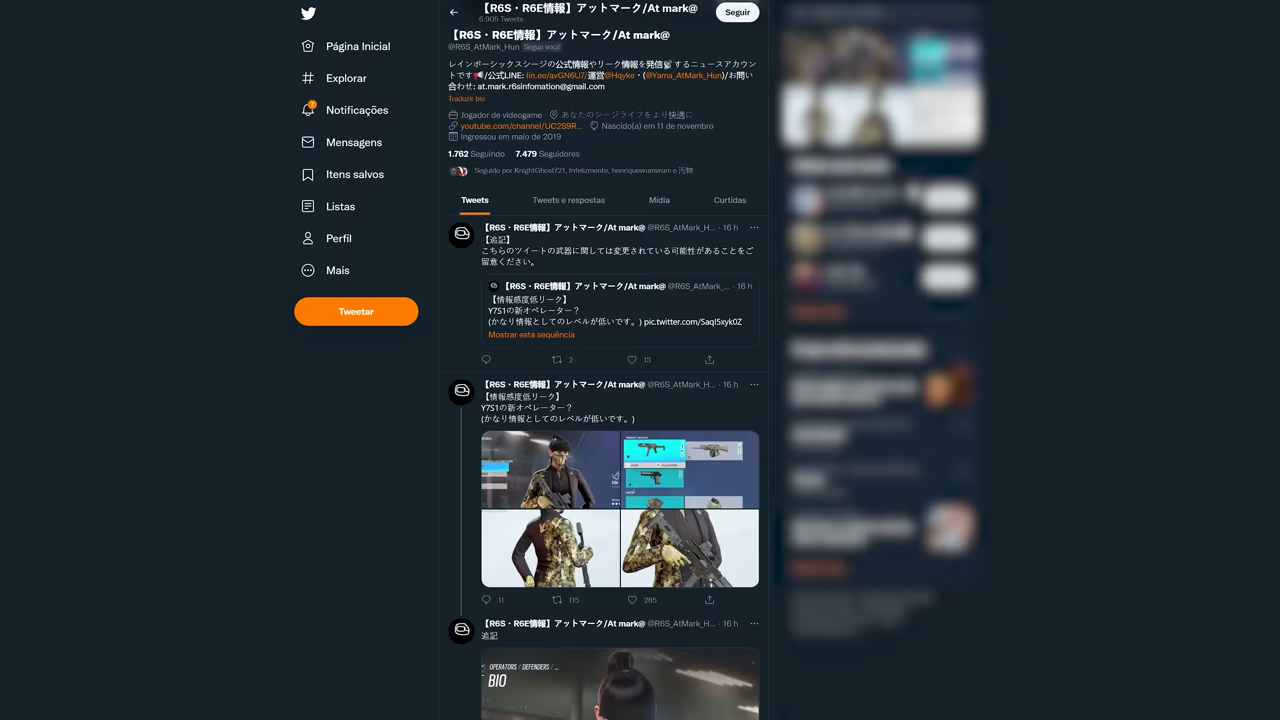 Página Inicial
Explorar
7
Notificações
Mensagens
Itens salvos
Listas
Perfil
Mais
Tweetar
【R6S・R6E情報】アットマーク/At mark@
6.905 Tweets
Seguir
【R6S・R6E情報】アットマーク/At mark@
@R6S_AtMark_Hun Segue você
レインボーシックスシージの公式情報やリーク情報を発信するニュースアカウン
トです/公式LINE: lin.ee/avGN6U7/運営@Hqyke・(@Yama_AtMark_Hun)/お問い
合わせ: at.mark.r6sinfomation@gmail.com
Traduzir bio
Jogador de videogame あなたのシージライフをより快適に
youtube.com/channel/UC2S9R... Nascido(a) em 11 de novembro
Ingressou em maio de 2019
1.762 Seguindo 7.479 Seguidores
Seguido por KnightGhost721, Infelizmente, henriquevrumvrum e 汚物
Tweets Tweets e respostas Mídia Curtidas
【R6S・R6E情報】アットマーク/At mark@ @R6S_AtMark_H... · 16 h
【追記】
こちらのツイートの武器に関しては変更されている可能性があることをご
留意ください。
【R6S・R6E情報】アットマーク/At mark@ @R6S_AtMark_... · 16 h
【情報感度低リーク】
Y7S1の新オペレーター？
(かなり情報としてのレベルが低いです。) pic.twitter.com/SaqI5xyk0Z
Mostrar esta sequência
2 13
【R6S・R6E情報】アットマーク/At mark@ @R6S_AtMark_H... · 16 h
【情報感度低リーク】
Y7S1の新オペレーター？
(かなり情報としてのレベルが低いです。)
11 115 285
【R6S・R6E情報】アットマーク/At mark@ @R6S_AtMark_H... · 16 h
追記
OPERATORS / DEFENDERS / ...
BIO